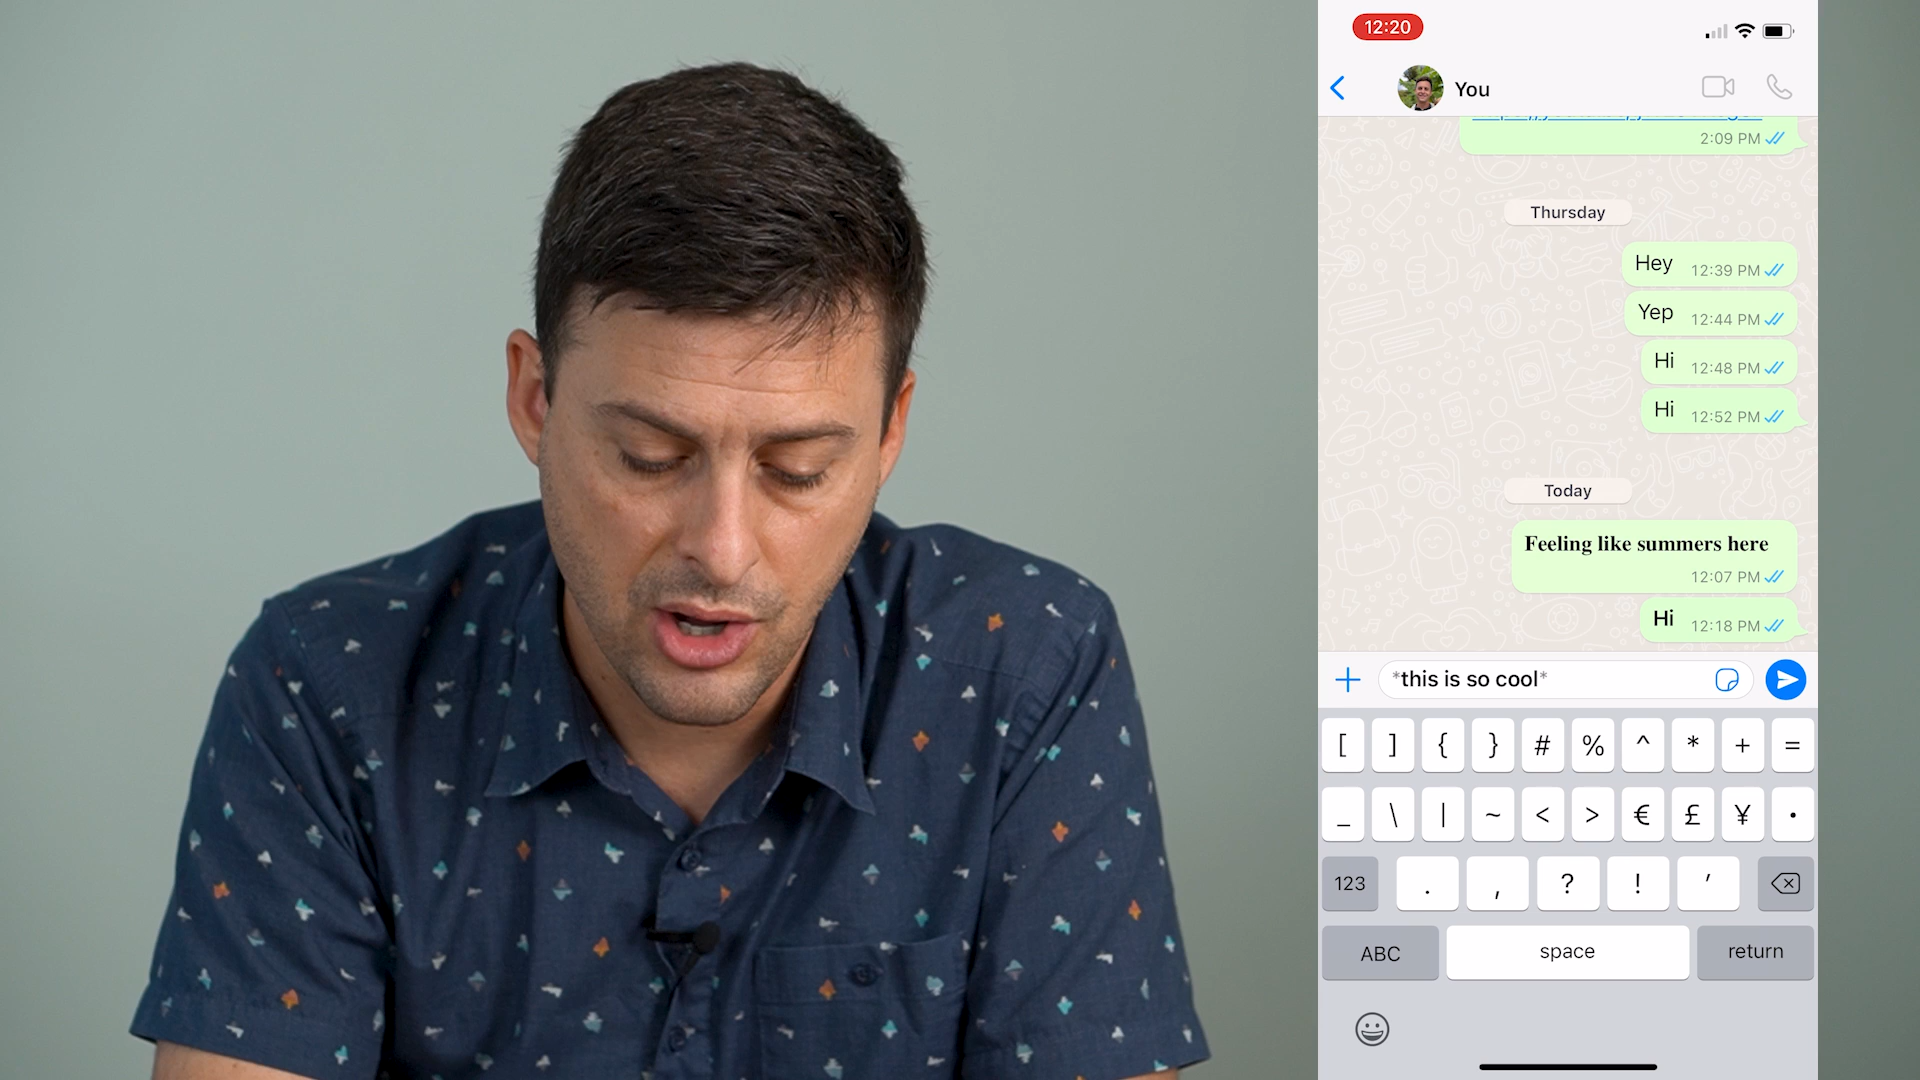 12:20
You
2:09 PM
Thursday
Hey 12:39 PM
Yep 12:44 PM
Hi 12:48 PM
Hi 12:52 PM
Today
Feeling like summers here
12:07 PM
Hi 12:18 PM
*this is so cool*
[ ] { } # % ^ * + =
_ \ | ~ < > € £ ¥ •
123 . , ? ! '
ABC space return